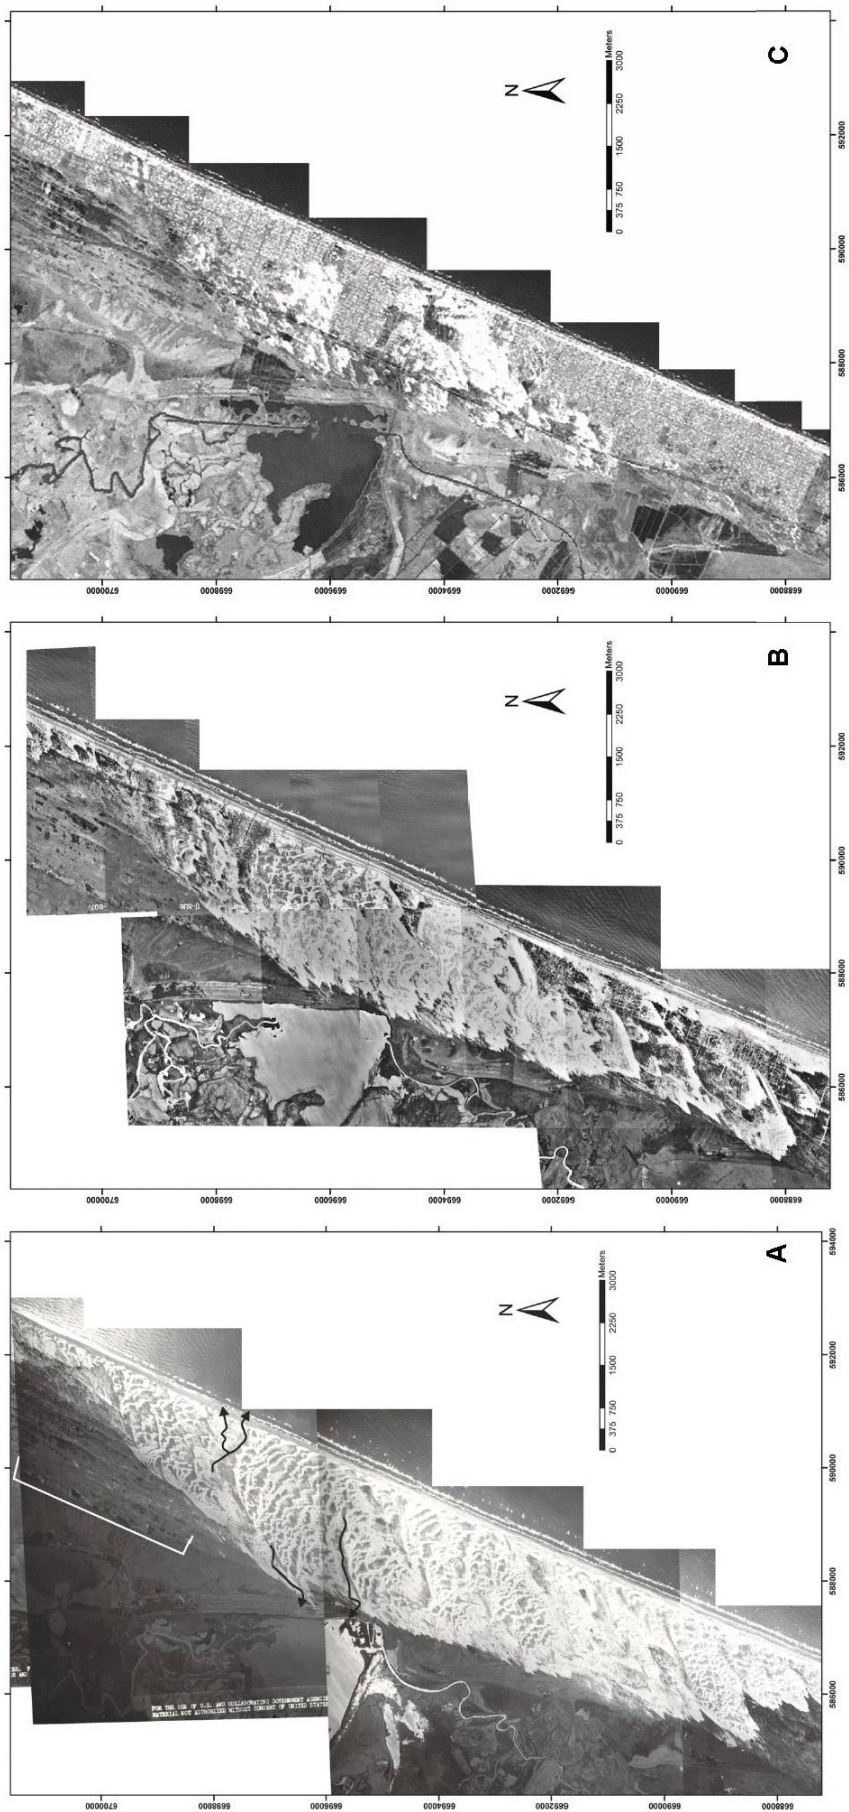 6700000
6698000
FOR THE USE OF U.S. AND COLLABORATING GOVERNMENT AGENCIE
MATERIAL NOT AUTHORIZED WITHOUT CONSENT OF UNITED STATES
6696000
6694000
6692000
6690000
6688000
N
Meters
0 375 750 1500 2250 3000
A
586000 588000 590000 592000 594000
6700000
6698000
6696000
6694000
6692000
6690000
6688000
N
Meters
0 375 750 1500 2250 3000
B
586000 588000 590000 592000
6700000
6698000
6696000
6694000
6692000
6690000
6688000
N
Meters
0 375 750 1500 2250 3000
C
586000 588000 590000 592000